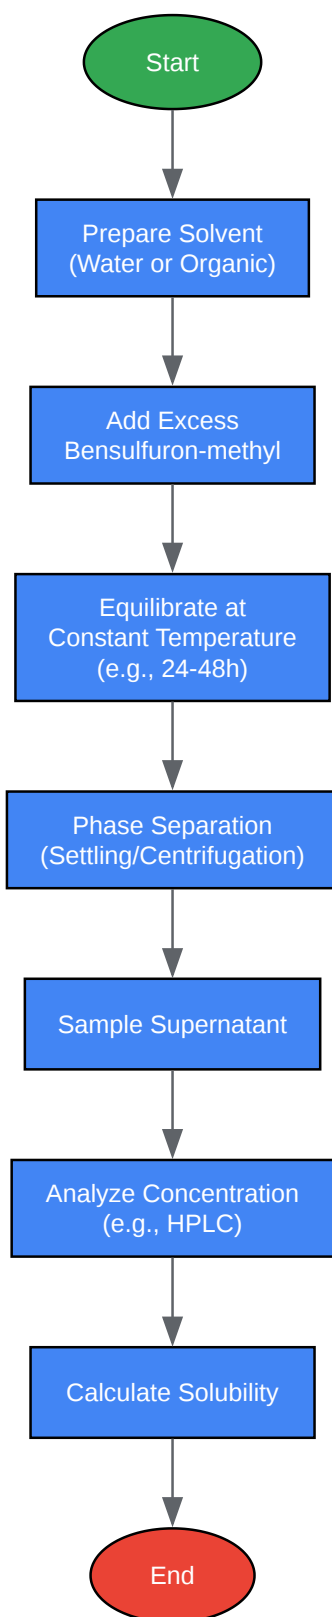 Start
Prepare Solvent
(Water or Organic)
Add Excess
Bensulfuron-methyl
Equilibrate at
Constant Temperature
(e.g., 24-48h)
Phase Separation
(Settling/Centrifugation)
Sample Supernatant
Analyze Concentration
(e.g., HPLC)
Calculate Solubility
End